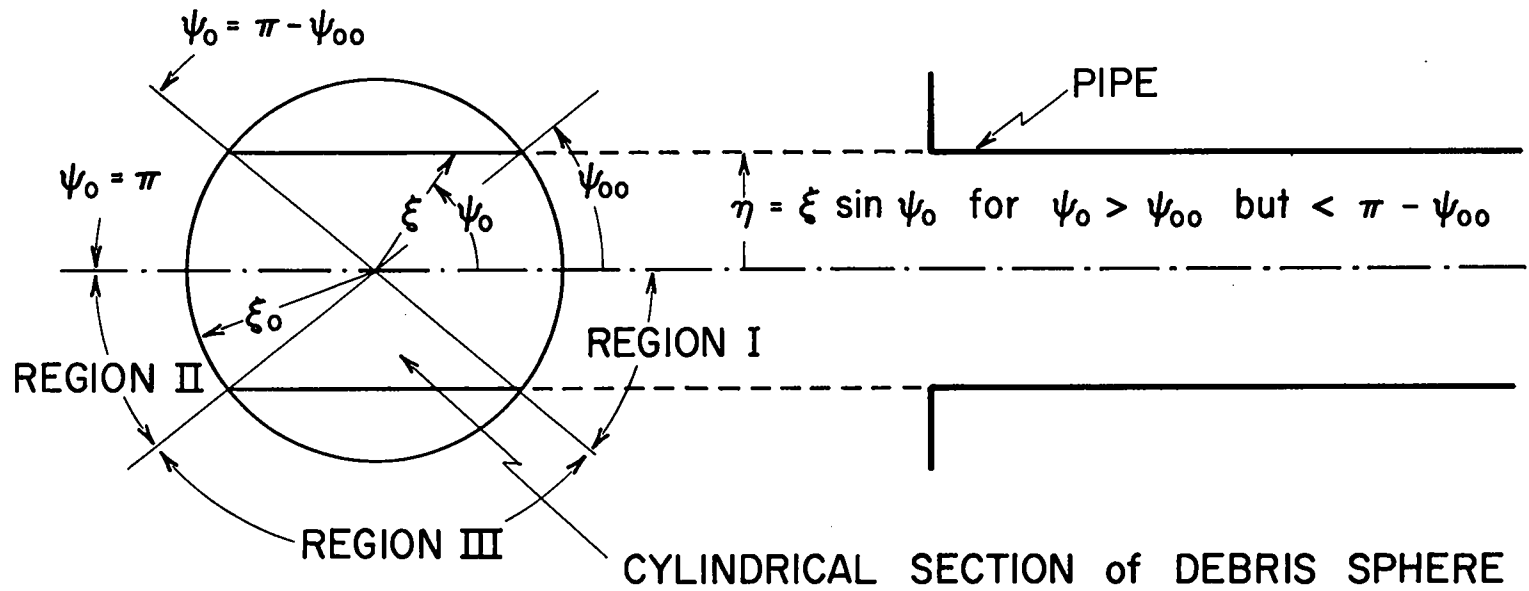 ψ₀ = π - ψ₀₀
PIPE
ψ₀ = π
ξ
ψ₀
ψ₀₀
η = ξ sin ψ₀ for ψ₀ > ψ₀₀ but < π - ψ₀₀
ξ₀
REGION I
REGION II
REGION III
CYLINDRICAL SECTION of DEBRIS SPHERE